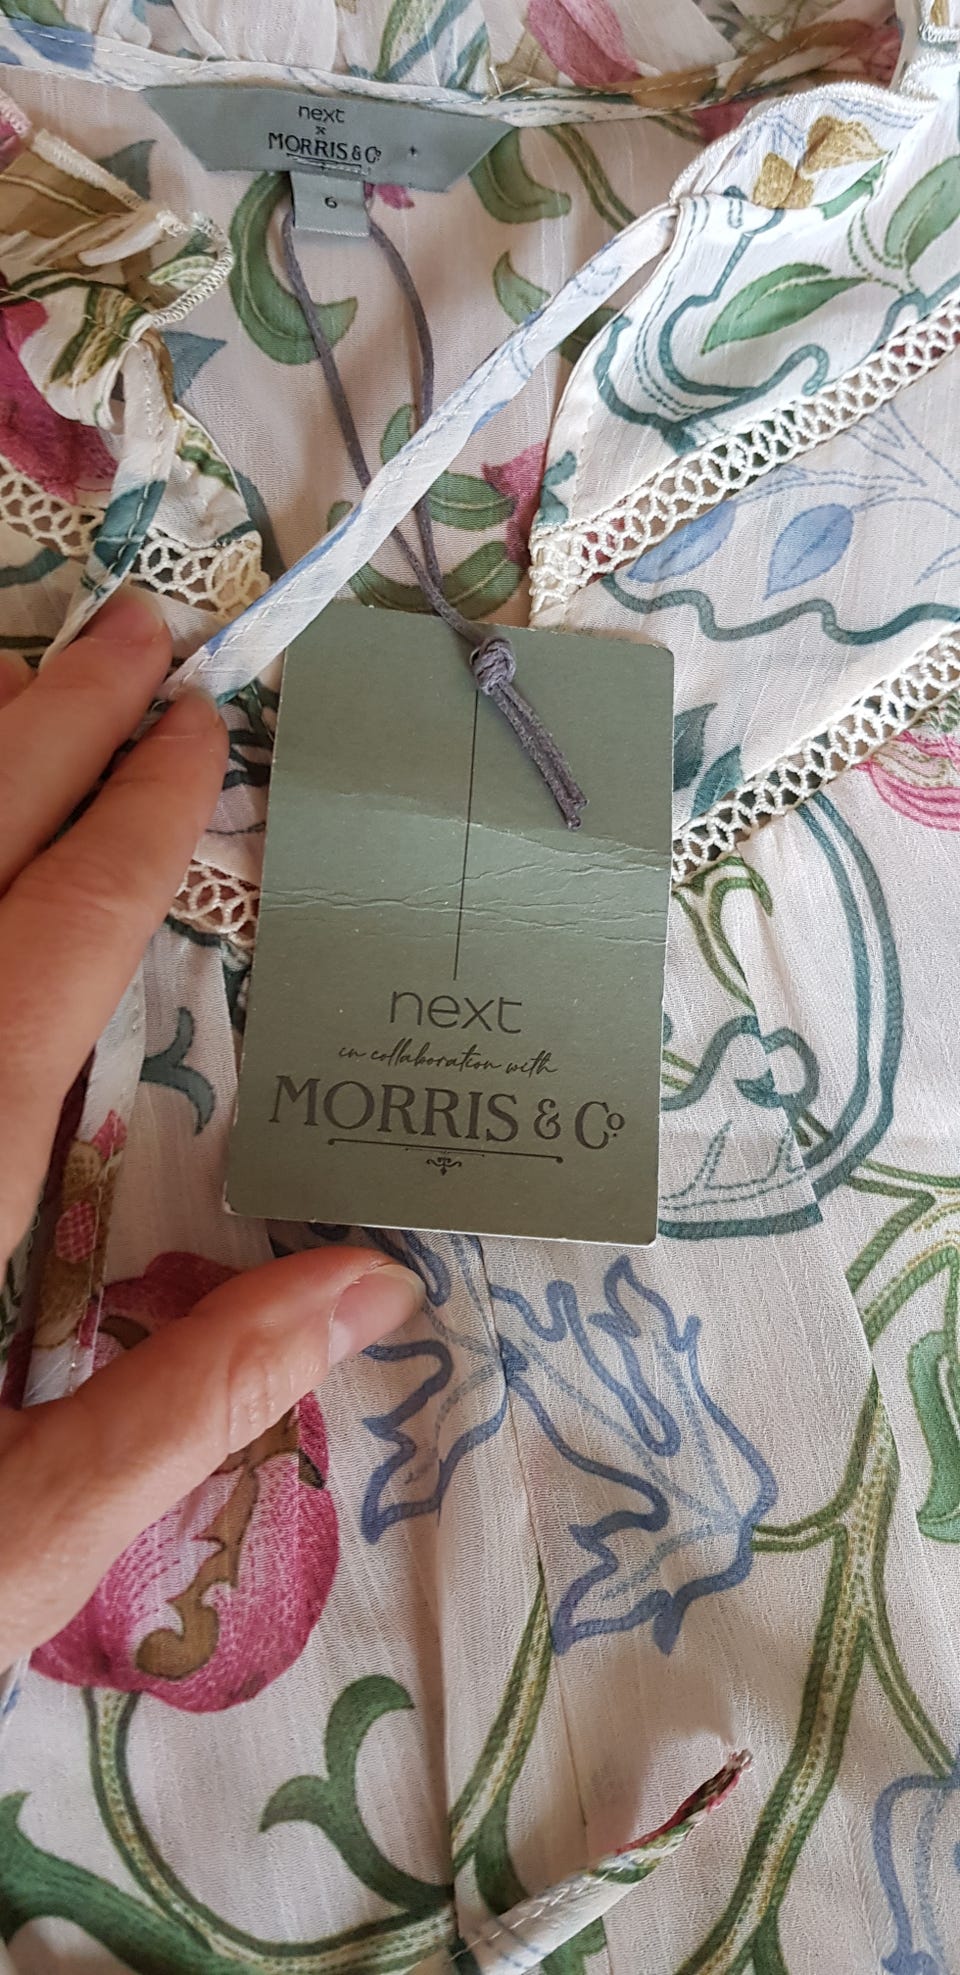 next
x
MORRIS & Co
6
next
in collaboration with
MORRIS & Co